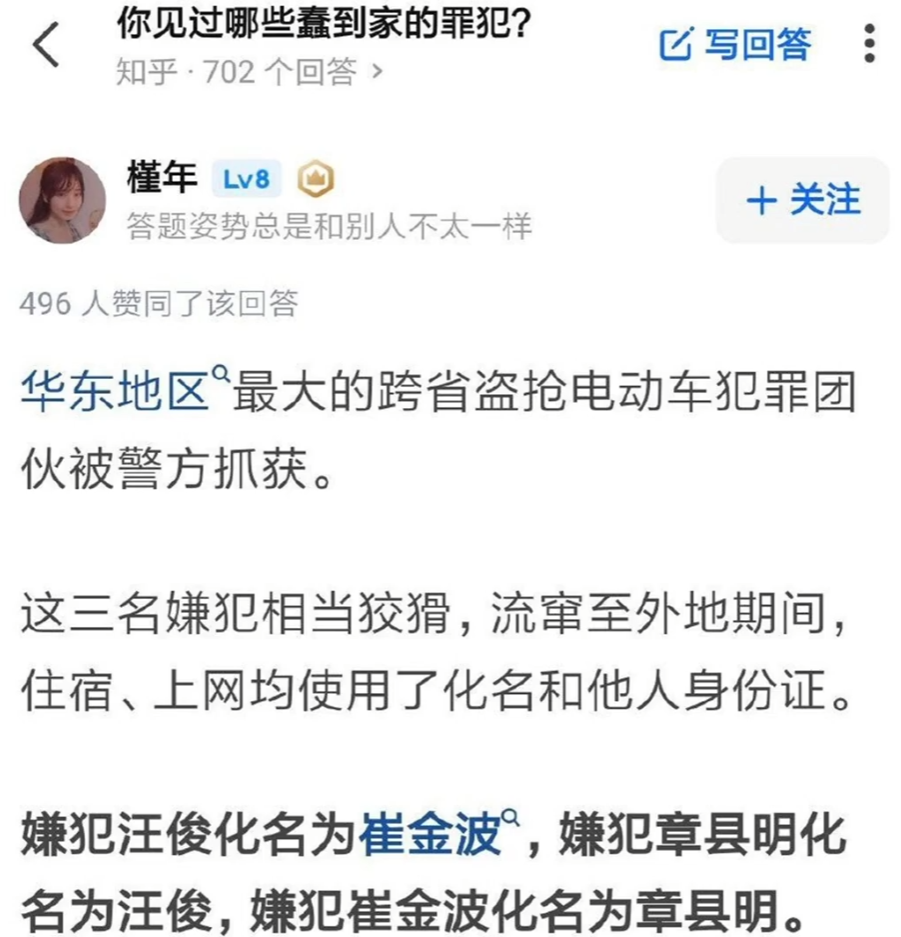 你见过哪些蠢到家的罪犯?
知乎 · 702 个回答 >
写回答
槿年 Lv8
答题姿势总是和别人不太一样
+ 关注
496 人赞同了该回答
华东地区最大的跨省盗抢电动车犯罪团
伙被警方抓获。
这三名嫌犯相当狡猾，流窜至外地期间，
住宿、上网均使用了化名和他人身份证。
嫌犯汪俊化名为崔金波，嫌犯章县明化
名为汪俊，嫌犯崔金波化名为章县明。